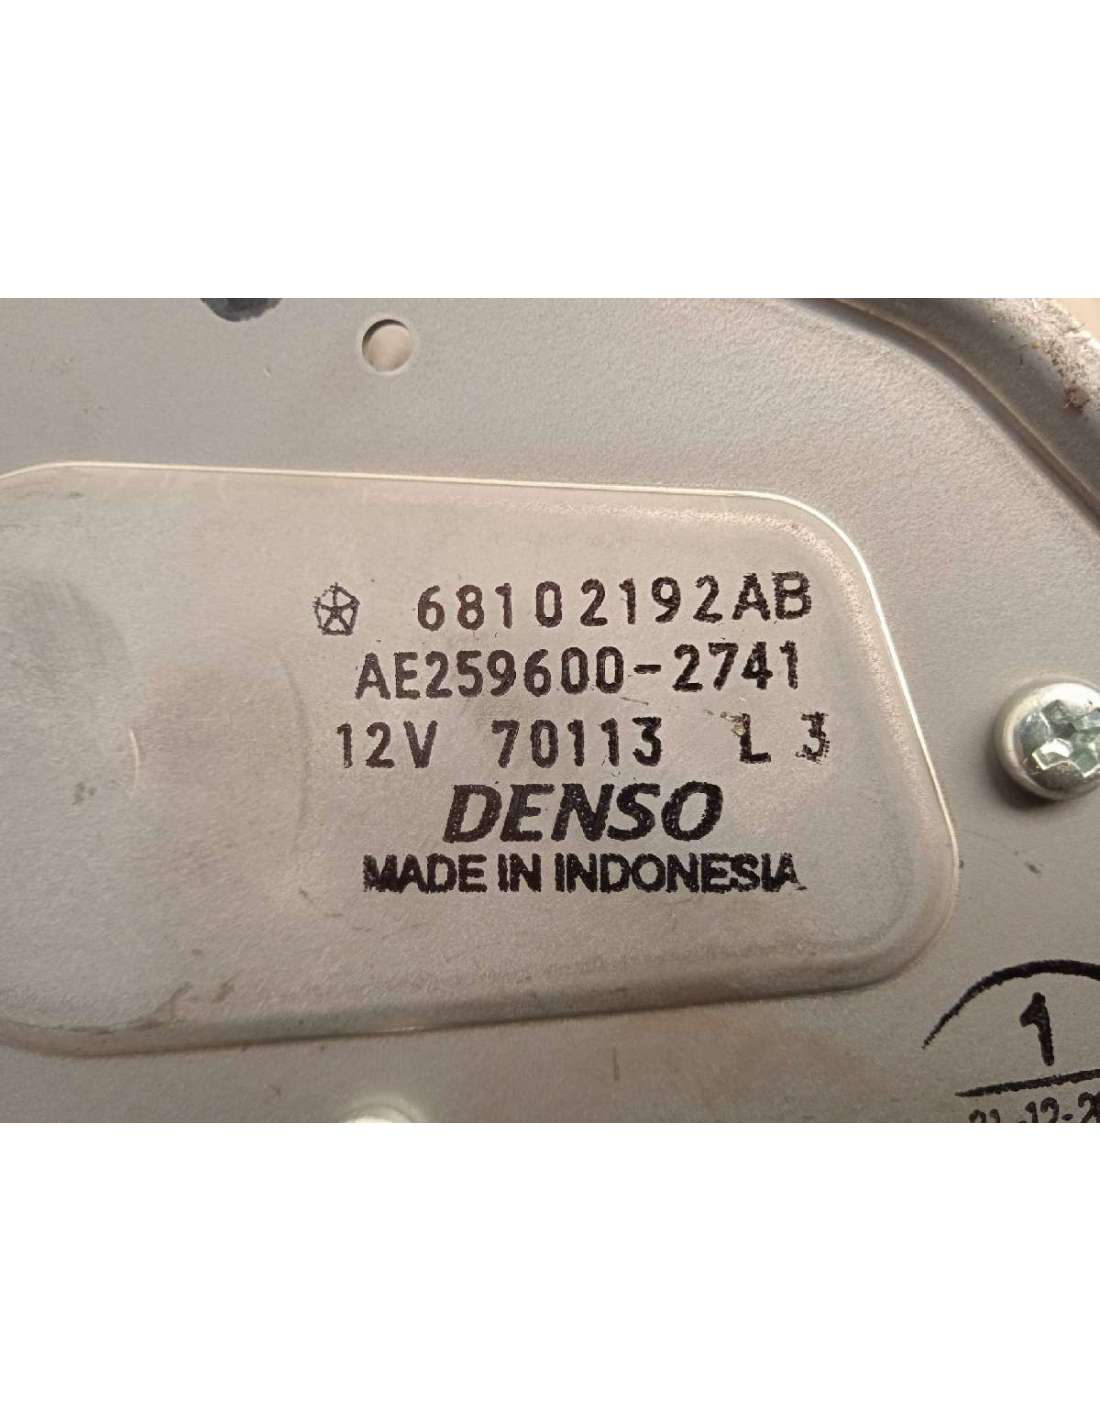 68102192AB
AE259600-2741
12V 70113 L 3
DENSO
MADE IN INDONESIA
1